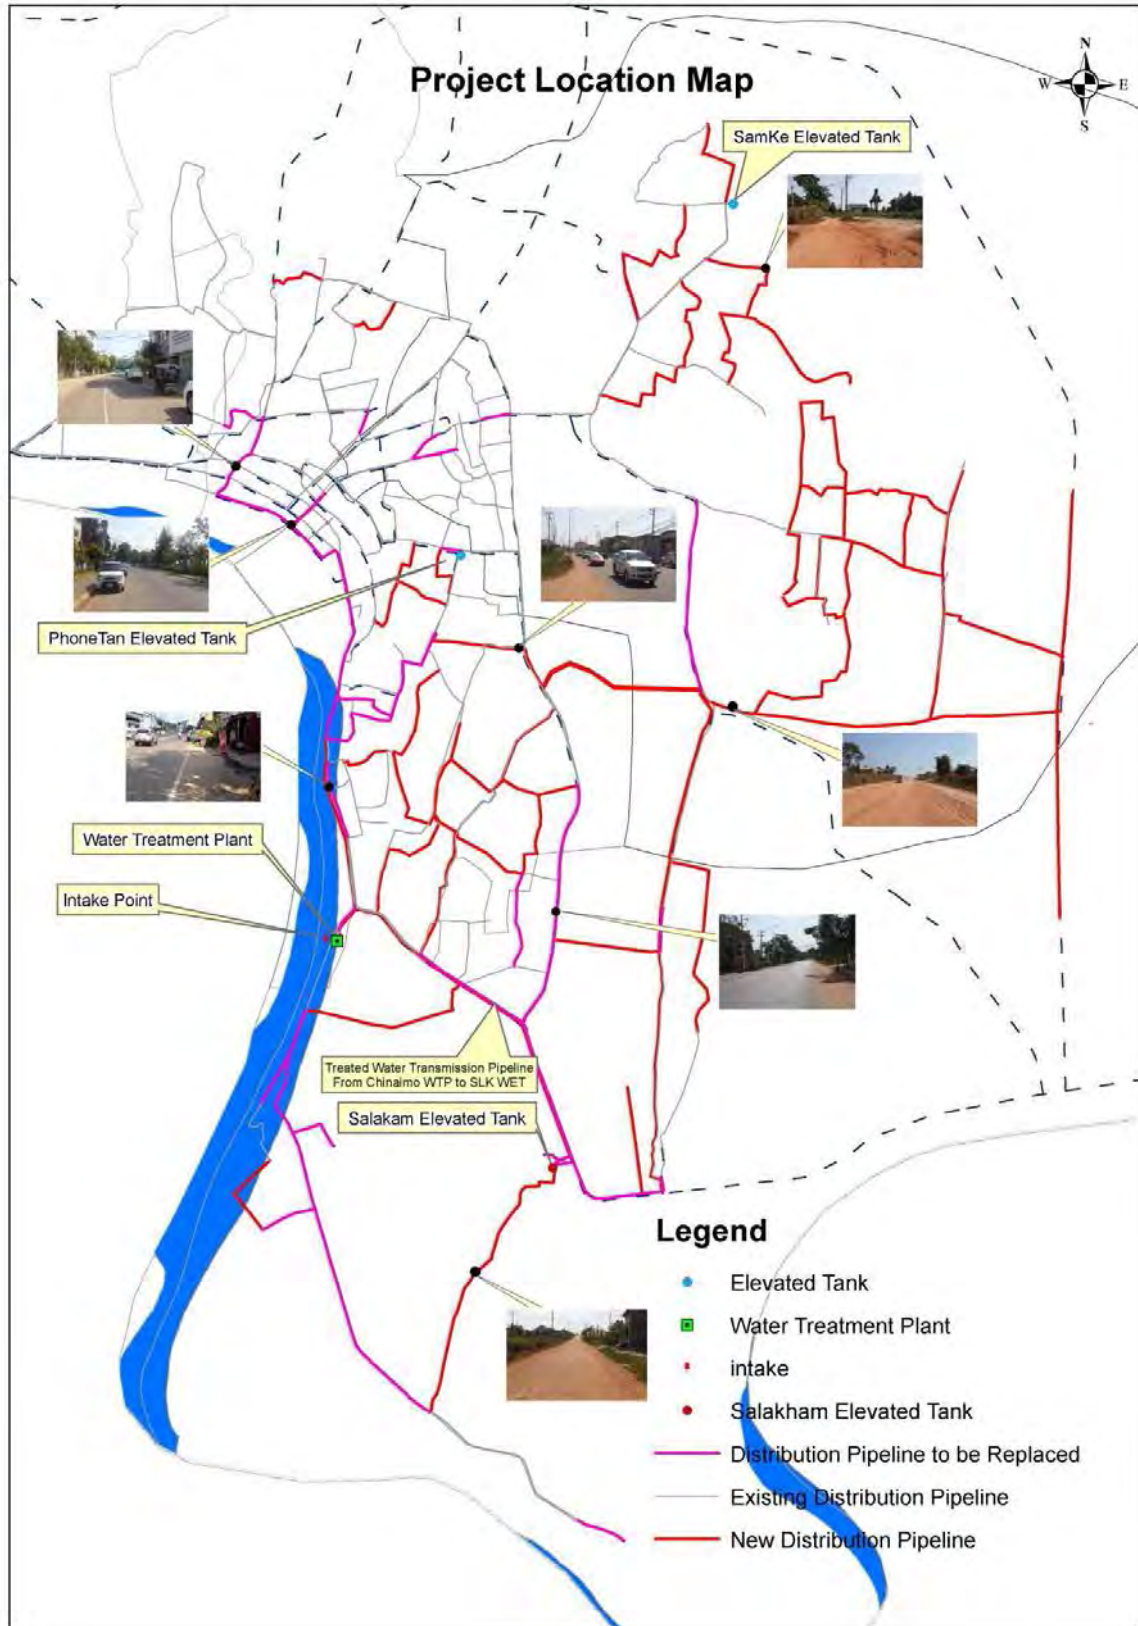 Project Location Map
N
W
E
S
SamKe Elevated Tank
PhoneTan Elevated Tank
Water Treatment Plant
Intake Point
Treated Water Transmission Pipeline
From Chinaimo WTP to SLK WET
Salakam Elevated Tank
Legend
Elevated Tank
Water Treatment Plant
intake
Salakham Elevated Tank
Distribution Pipeline to be Replaced
Existing Distribution Pipeline
New Distribution Pipeline